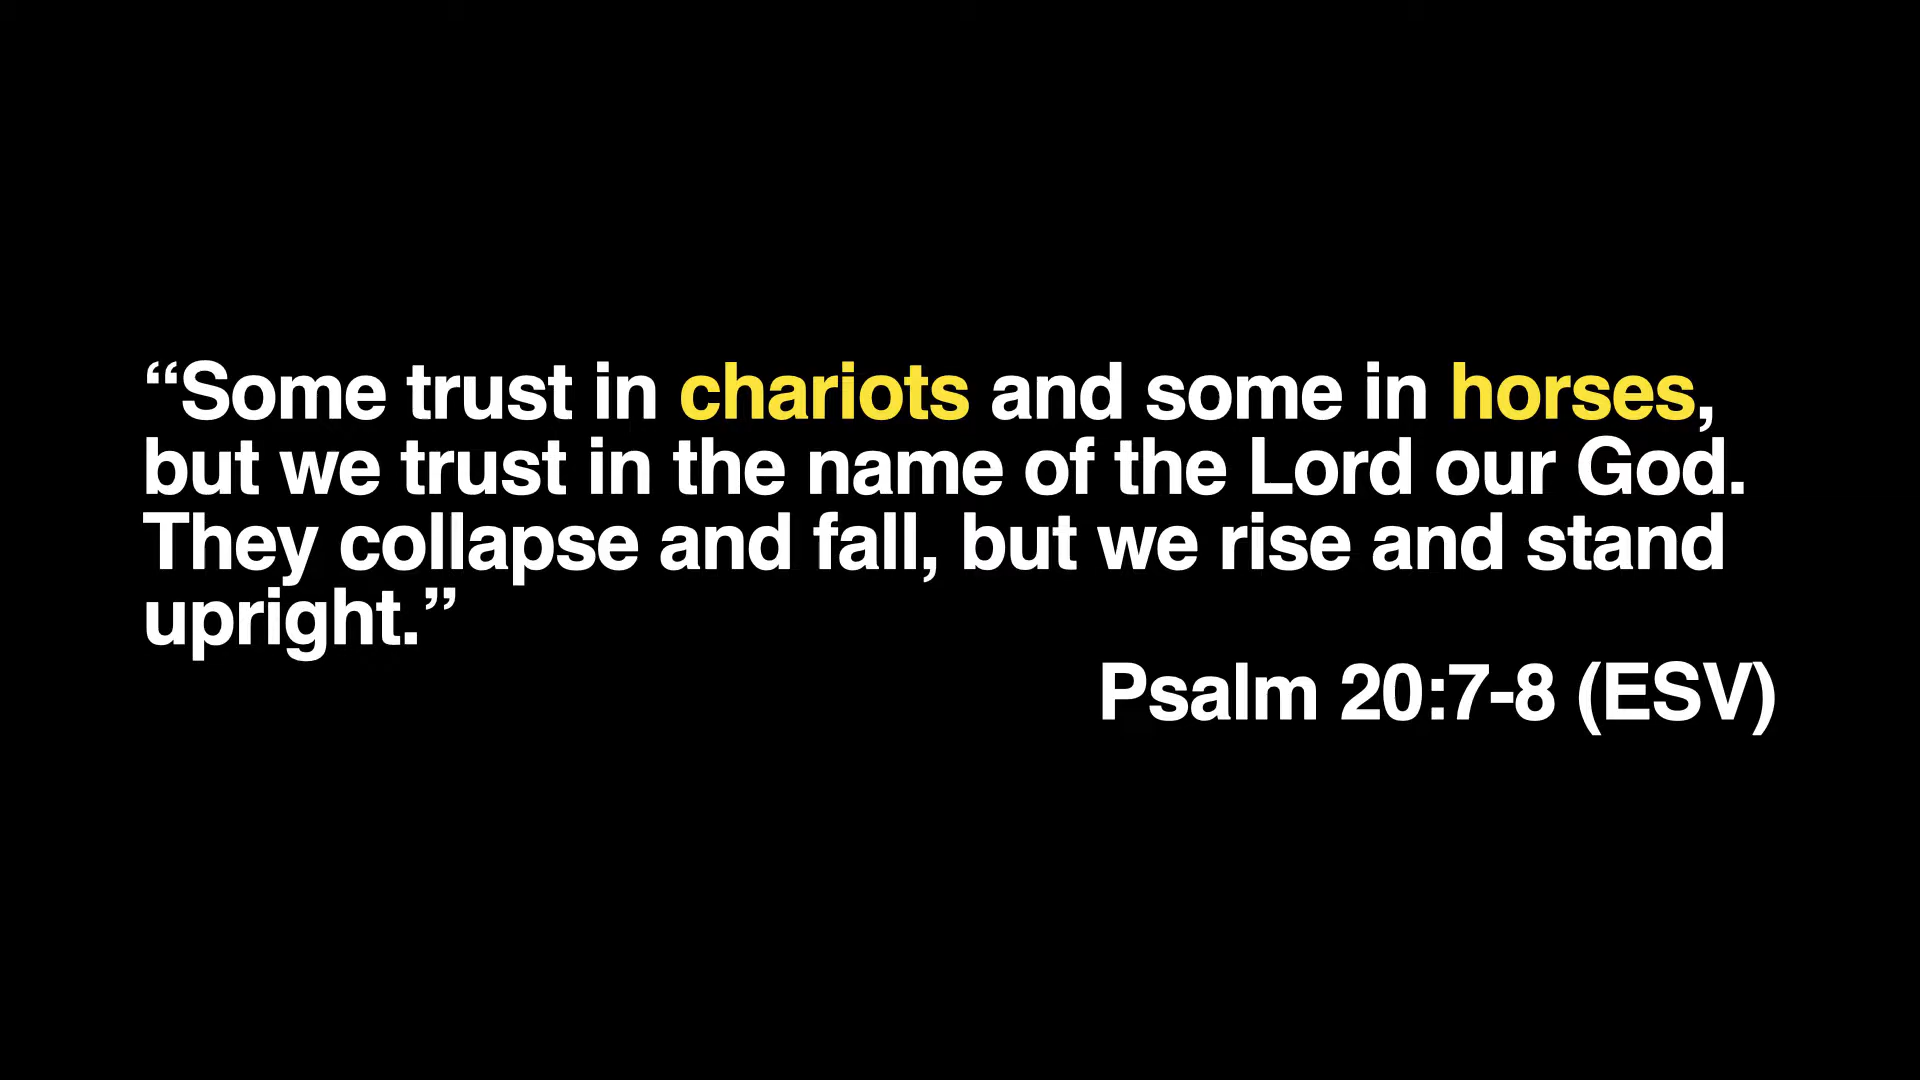 “Some trust in chariots and some in horses,
but we trust in the name of the Lord our God.
They collapse and fall, but we rise and stand
upright.”
Psalm 20:7-8 (ESV)